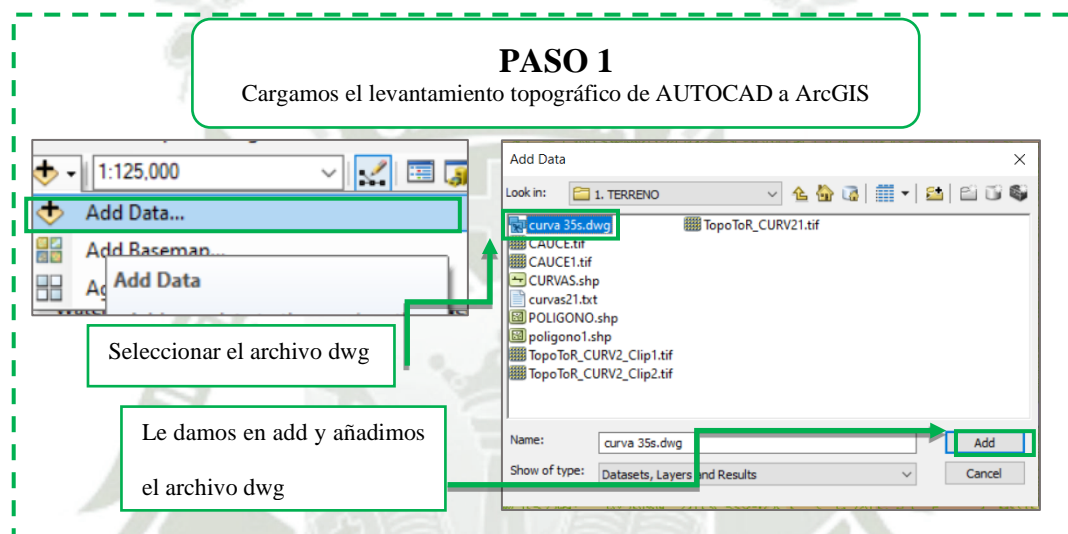 PASO 1
Cargamos el levantamiento topográfico de AUTOCAD a ArcGIS
1:125,000
Add Data...
Add Basemap...
Add Data
Seleccionar el archivo dwg
Le damos en add y añadimos
el archivo dwg
Add Data
Look in: 1. TERRENO
curva 35s.dwg
CAUCE.tif
CAUCE1.tif
CURVAS.shp
curvas21.txt
POLIGONO.shp
poligono1.shp
TopoToR_CURV2_Clip1.tif
TopoToR_CURV2_Clip2.tif
TopoToR_CURV21.tif
Name: curva 35s.dwg Add
Show of type: Datasets, Layers and Results Cancel